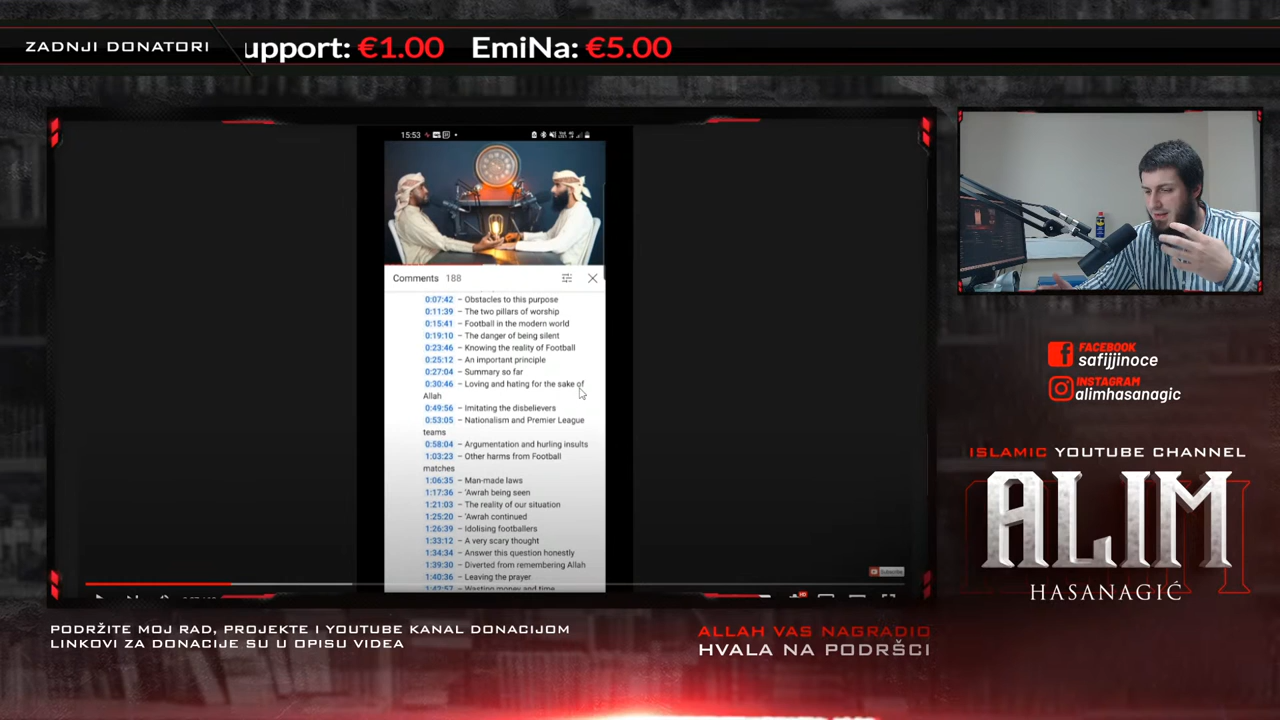 ZADNJI DONATORI
upport: €1.00 EmiNa: €5.00
15:53
Comments 188
0:07:42 – Obstacles to this purpose
0:11:39 – The two pillars of worship
0:15:41 – Football in the modern world
0:19:10 – The danger of being silent
0:23:46 – Knowing the reality of Football
0:25:12 – An important principle
0:27:04 – Summary so far
0:30:46 – Loving and hating for the sake of
Allah
0:49:56 – Imitating the disbelievers
0:53:05 – Nationalism and Premier League
teams
0:58:04 – Argumentation and hurling insults
1:03:23 – Other harms from Football
matches
1:06:35 – Man-made laws
1:17:36 – 'Awrah being seen
1:21:03 – The reality of our situation
1:25:20 – 'Awrah continued
1:26:39 – Idolising footballers
1:33:12 – A very scary thought
1:34:34 – Answer this question honestly
1:39:30 – Diverted from remembering Allah
1:40:36 – Leaving the prayer
1:42:57 – Wasting money and time
Subscribe
HD
FACEBOOK
safijjinoce
INSTAGRAM
alimhasanagic
ISLAMIC YOUTUBE CHANNEL
ALIM
HASANAGIĆ
PODRŽITE MOJ RAD, PROJEKTE I YOUTUBE KANAL DONACIJOM
LINKOVI ZA DONACIJE SU U OPISU VIDEA
ALLAH VAS NAGRADIO
HVALA NA PODRŠCI